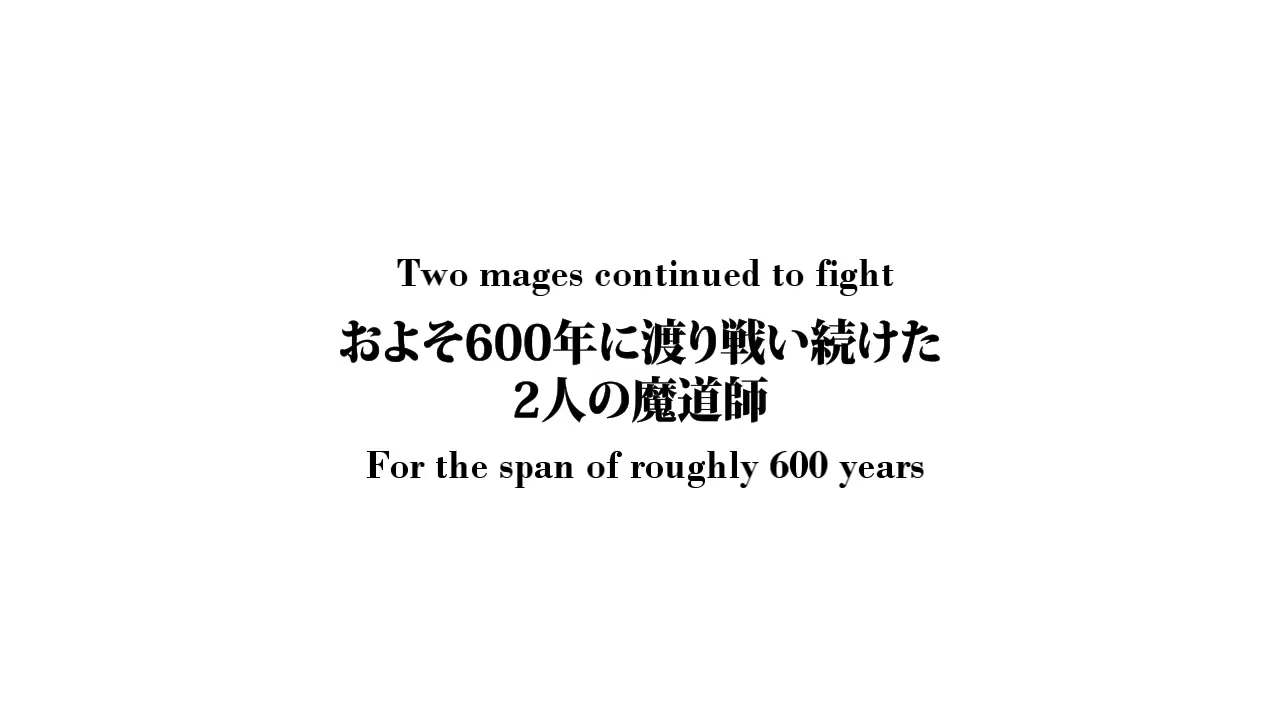 Two mages continued to fight
およそ600年に渡り戦い続けた
2人の魔道師
For the span of roughly 600 years